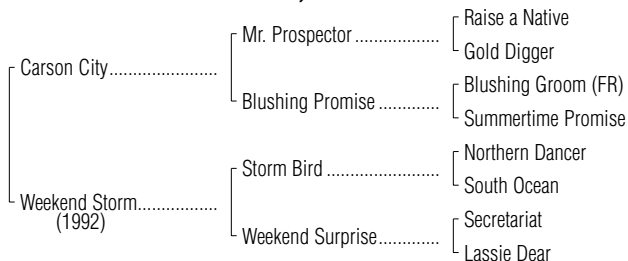 Raise a Native
Mr. Prospector ..................
Gold Digger
Carson City.......................
Blushing Groom (FR)
Blushing Promise .............
Summertime Promise
Northern Dancer
Storm Bird ........................
South Ocean
Weekend Storm.................
(1992)
Secretariat
Weekend Surprise.............
Lassie Dear